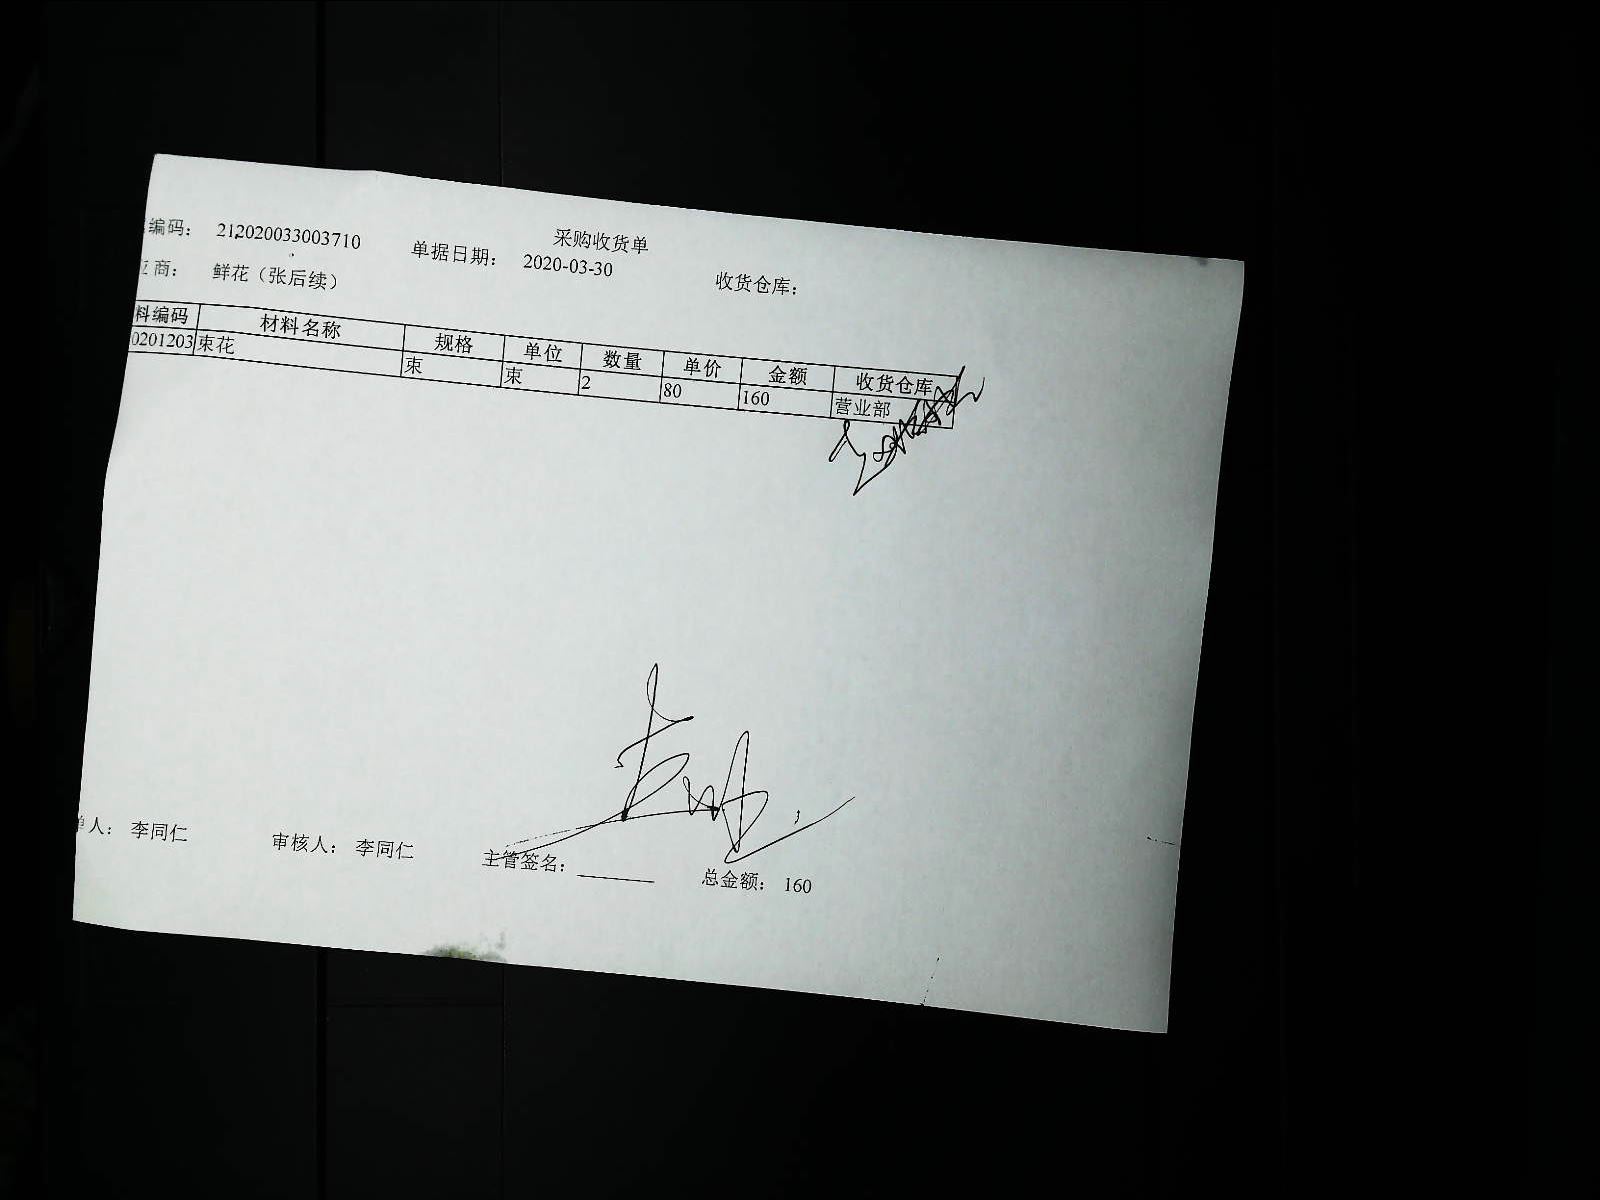 采购收货单
编码： 212020033003710 单据日期： 2020-03-30 收货仓库：
应商： 鲜花（张后续）
料编码 材料名称 规格 单位 数量 单价 金额 收货仓库
0201203 束花 束 束 2 80 160 营业部
单人： 李同仁 审核人： 李同仁 主管签名： 总金额： 160